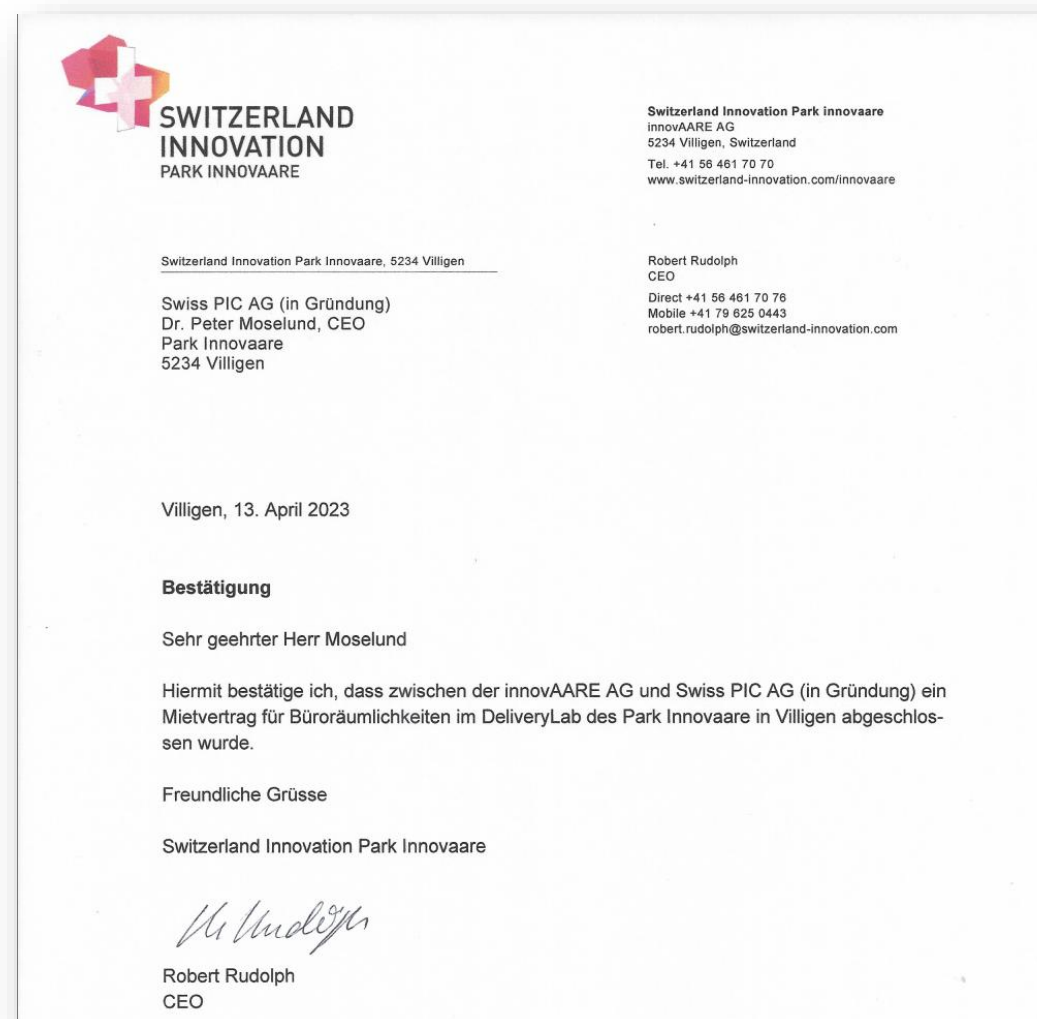 SWITZERLAND
INNOVATION
PARK INNOVAARE
Switzerland Innovation Park innovaare
innovAARE AG
5234 Villigen, Switzerland
Tel. +41 56 461 70 70
www.switzerland-innovation.com/innovaare
Switzerland Innovation Park Innovaare, 5234 Villigen
Swiss PIC AG (in Gründung)
Dr. Peter Moselund, CEO
Park Innovaare
5234 Villigen
Robert Rudolph
CEO
Direct +41 56 461 70 76
Mobile +41 79 625 0443
robert.rudolph@switzerland-innovation.com
Villigen, 13. April 2023
Bestätigung
Sehr geehrter Herr Moselund
Hiermit bestätige ich, dass zwischen der innovAARE AG und Swiss PIC AG (in Gründung) ein
Mietvertrag für Büroräumlichkeiten im DeliveryLab des Park Innovaare in Villigen abgeschlos-
sen wurde.
Freundliche Grüsse
Switzerland Innovation Park Innovaare
Robert Rudolph
CEO